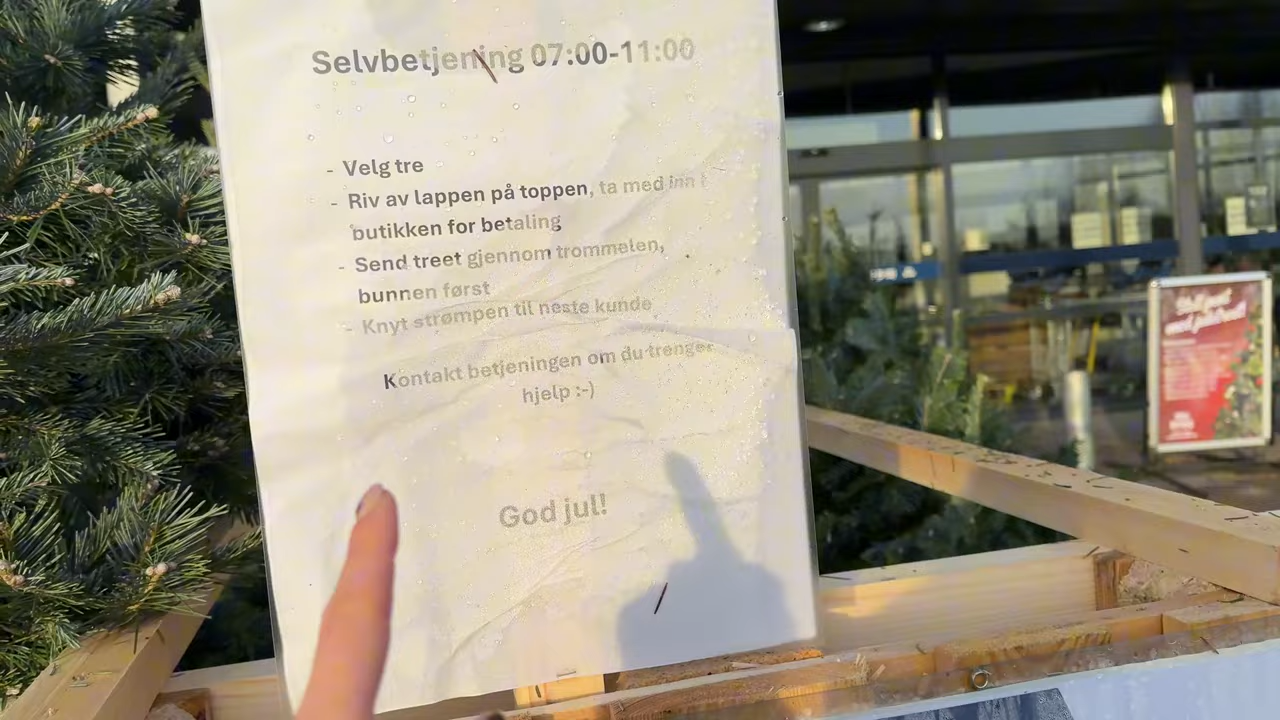 Selvbetjening 07:00-11:00
- Velg tre
- Riv av lappen på toppen, ta med inn i
butikken for betaling
- Send treet gjennom trommelen,
bunnen først
- Knyt strømpen til neste kunde
Kontakt betjeningen om du trenger
hjelp :-)
God jul!